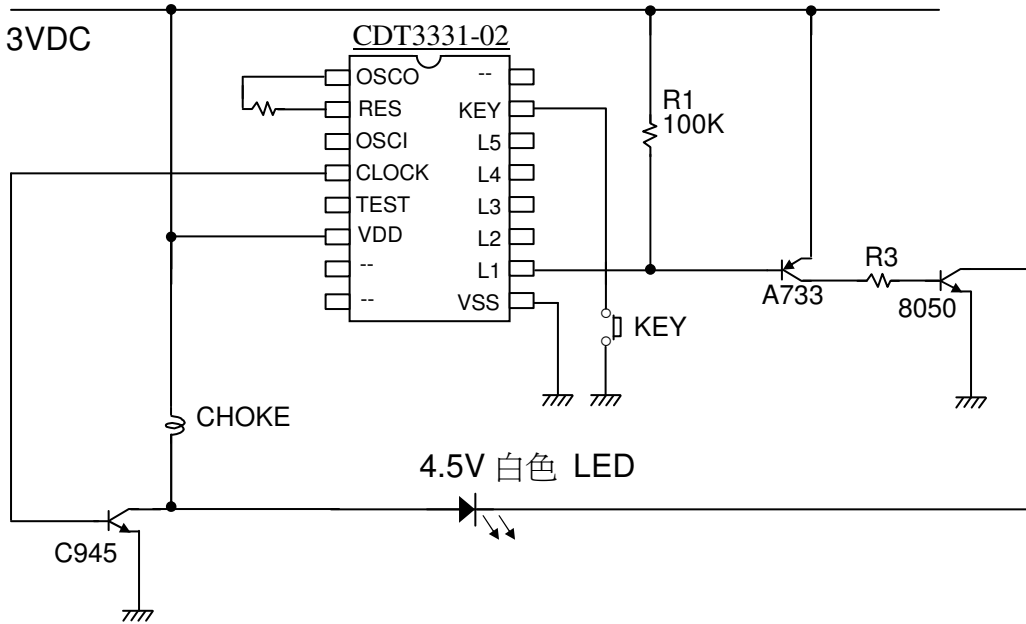 3VDC
CDT3331-02
OSCO
RES
OSCI
CLOCK
TEST
VDD
--
--
--
KEY
L5
L4
L3
L2
L1
VSS
R1
100K
A733
R3
8050
KEY
CHOKE
4.5V 白色 LED
C945